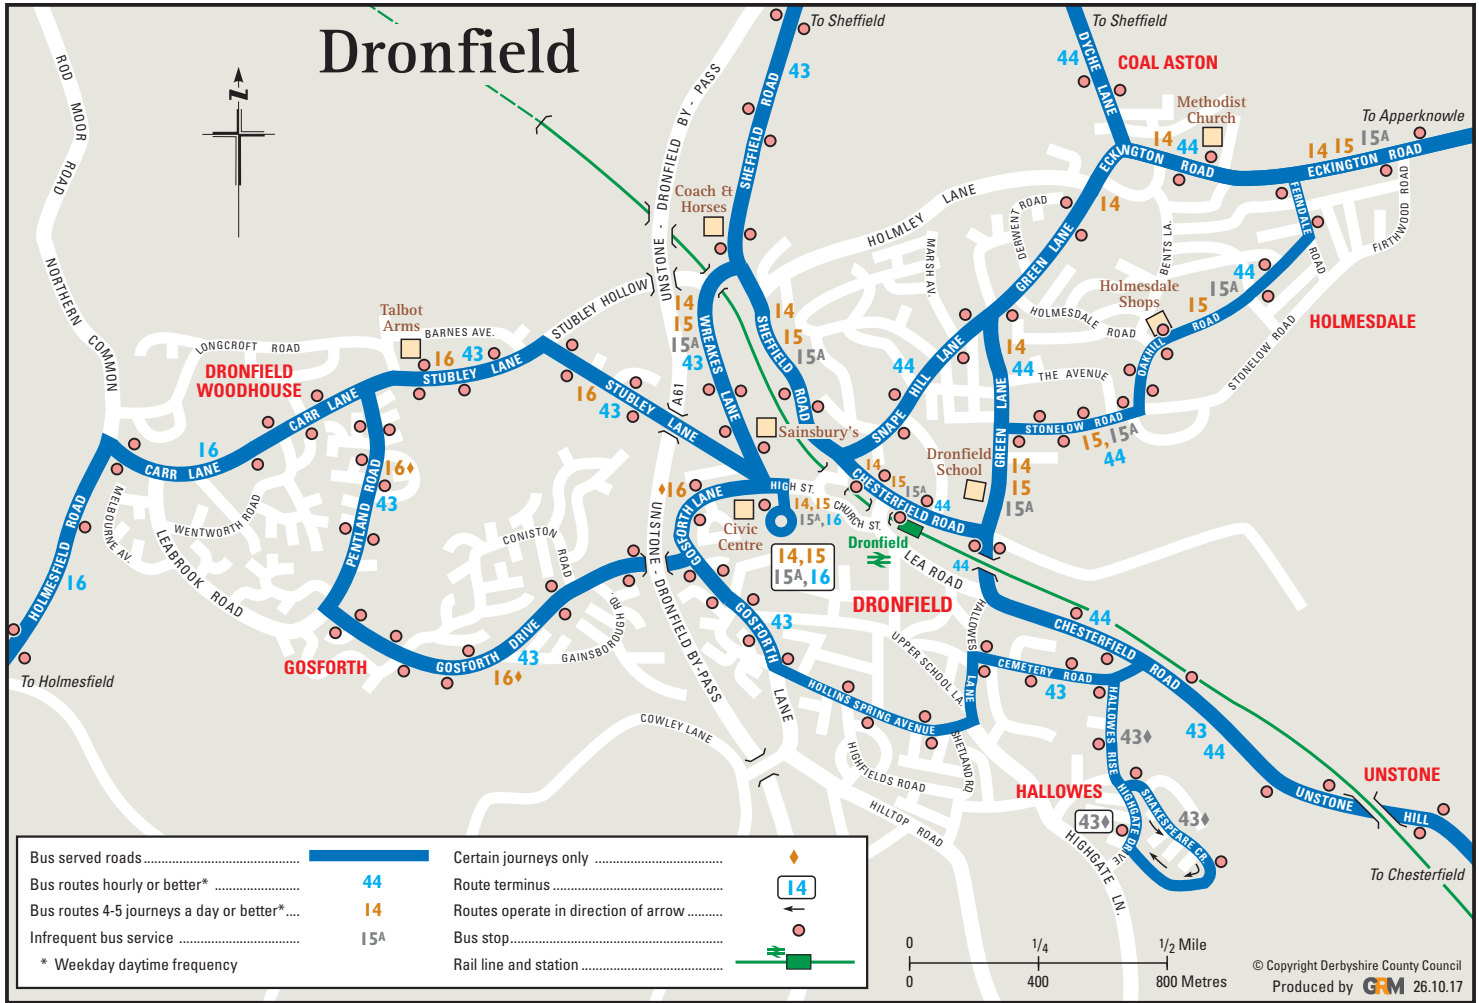 Dronfield
To Sheffield
To Sheffield
DYCHE LANE
44
COAL ASTON
Methodist
Church
To Apperknowle
ROD MOOR ROAD
UNSTONE - DRONFIELD BY - PASS
SHEFFIELD ROAD
43
14
44
ECKINGTON ROAD
14 15 15A
ECKINGTON ROAD
Coach &
Horses
HOLMLEY LANE
DERWENT ROAD
14
GREEN LANE
MARSH AV.
BENTS LA.
FERNDALE ROAD
FIRTHWOOD ROAD
NORTHERN COMMON
STUBLEY HOLLOW
Holmesdale
Shops
44
15A
15
OAKHILL ROAD
HOLMESDALE ROAD
HOLMESDALE
STONELOW ROAD
Talbot
Arms
BARNES AVE.
LONGCROFT ROAD
DRONFIELD
WOODHOUSE
16
43
STUBLEY LANE
14
15
15A
43
WREAKES LANE
14
15
15A
SHEFFIELD ROAD
A61
16
43
STUBLEY LANE
44
SNAPE HILL LANE
14
44
GREEN LANE
THE AVENUE
STONELOW ROAD
15, 15A
44
CARR LANE
16
CARR LANE
Sainsbury's
Dronfield
School
14
15
15A
14
15
15A
44
CHESTERFIELD ROAD
MELBOURNE AV.
WENTWORTH ROAD
LEABROOK ROAD
PENTLAND ROAD
16♦
43
♦16
GOSFORTH LANE
HIGH ST.
14,15
15A,16
Civic
Centre
CHURCH ST.
14,15
15A,16
Dronfield
LEA ROAD
44
DRONFIELD
HOLMESFIELD ROAD
16
CONISTON ROAD
GOSFORTH DRIVE
43
16♦
GAINSBOROUGH RD.
GOSFORTH
To Holmesfield
UNSTONE - DRONFIELD BY-PASS
GOSFORTH
43
LANE
HOLLINS SPRING AVENUE
UPPER SCHOOL LA.
HALLOWES
LANE
44
CHESTERFIELD ROAD
CEMETERY ROAD
43
HALLOWES RISE
43♦
43
44
COWLEY LANE
HIGHFIELDS ROAD
SHETLAND RD
HILLTOP ROAD
HALLOWES
43♦
HIGHGATE DRIVE
SHAKESPEARE CR.
43♦
HIGHGATE LN.
UNSTONE
UNSTONE HILL
To Chesterfield
Bus served roads
Bus routes hourly or better* 44
Bus routes 4-5 journeys a day or better* 14
Infrequent bus service 15A
* Weekday daytime frequency
Certain journeys only ♦
Route terminus 14
Routes operate in direction of arrow
Bus stop
Rail line and station
0 1/4 1/2 Mile
0 400 800 Metres
© Copyright Derbyshire County Council
Produced by GRM 26.10.17